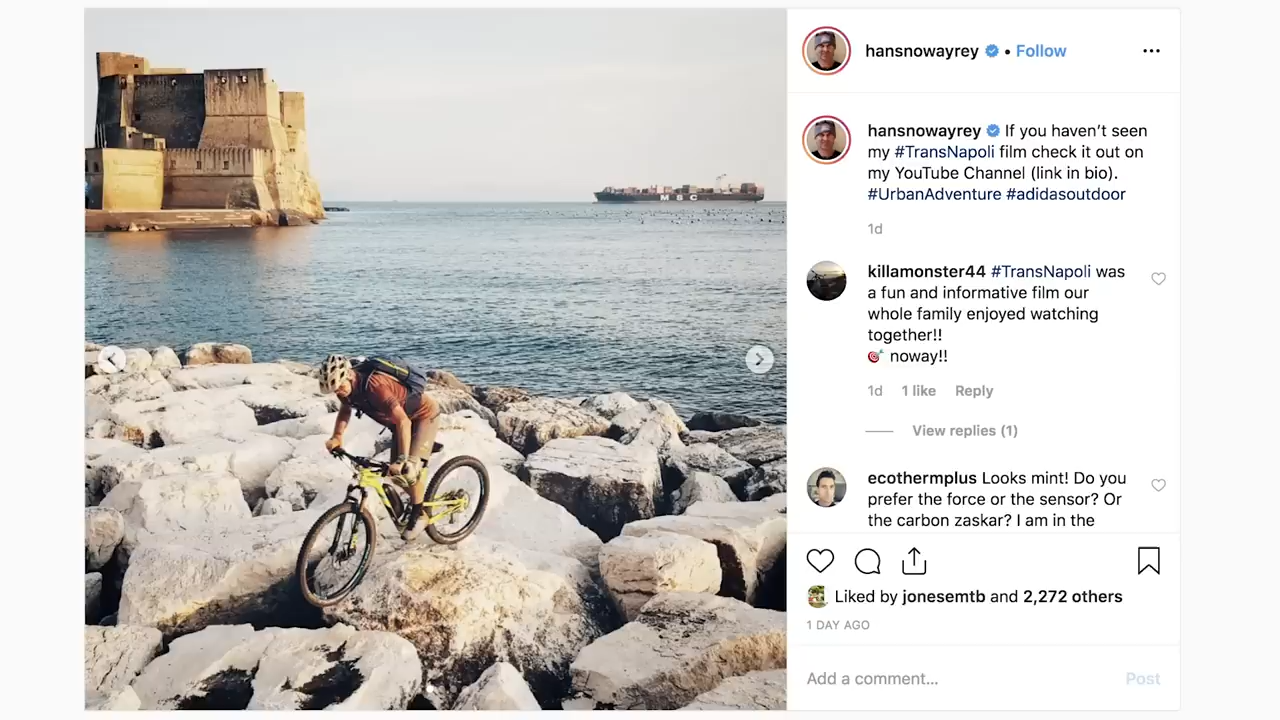 hansnowayrey • Follow
hansnowayrey If you haven’t seen
my #TransNapoli film check it out on
my YouTube Channel (link in bio).
#UrbanAdventure #adidasoutdoor
1d
killamonster44 #TransNapoli was
a fun and informative film our
whole family enjoyed watching
together!!
🎯 noway!!
1d 1 like Reply
View replies (1)
ecothermplus Looks mint! Do you
prefer the force or the sensor? Or
the carbon zaskar? I am in the
Liked by jonesemtb and 2,272 others
1 DAY AGO
Add a comment... Post
MSC